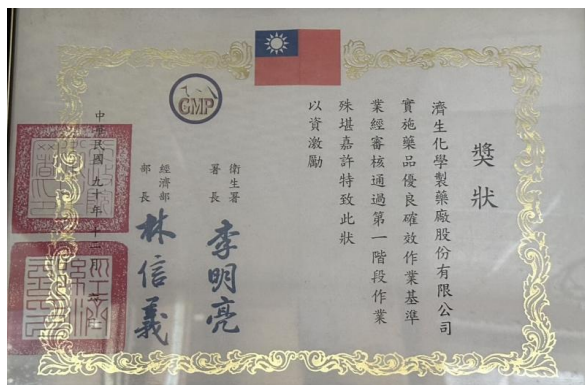 獎狀
濟生化學製藥廠股份有限公司
實施藥品優良確效作業基準
業經審核通過第一階段作業
殊堪嘉許特致此狀
以資激勵
GMP
衛生署
署長
李明亮
經濟部
部長
林信義
中華民國九十年十二